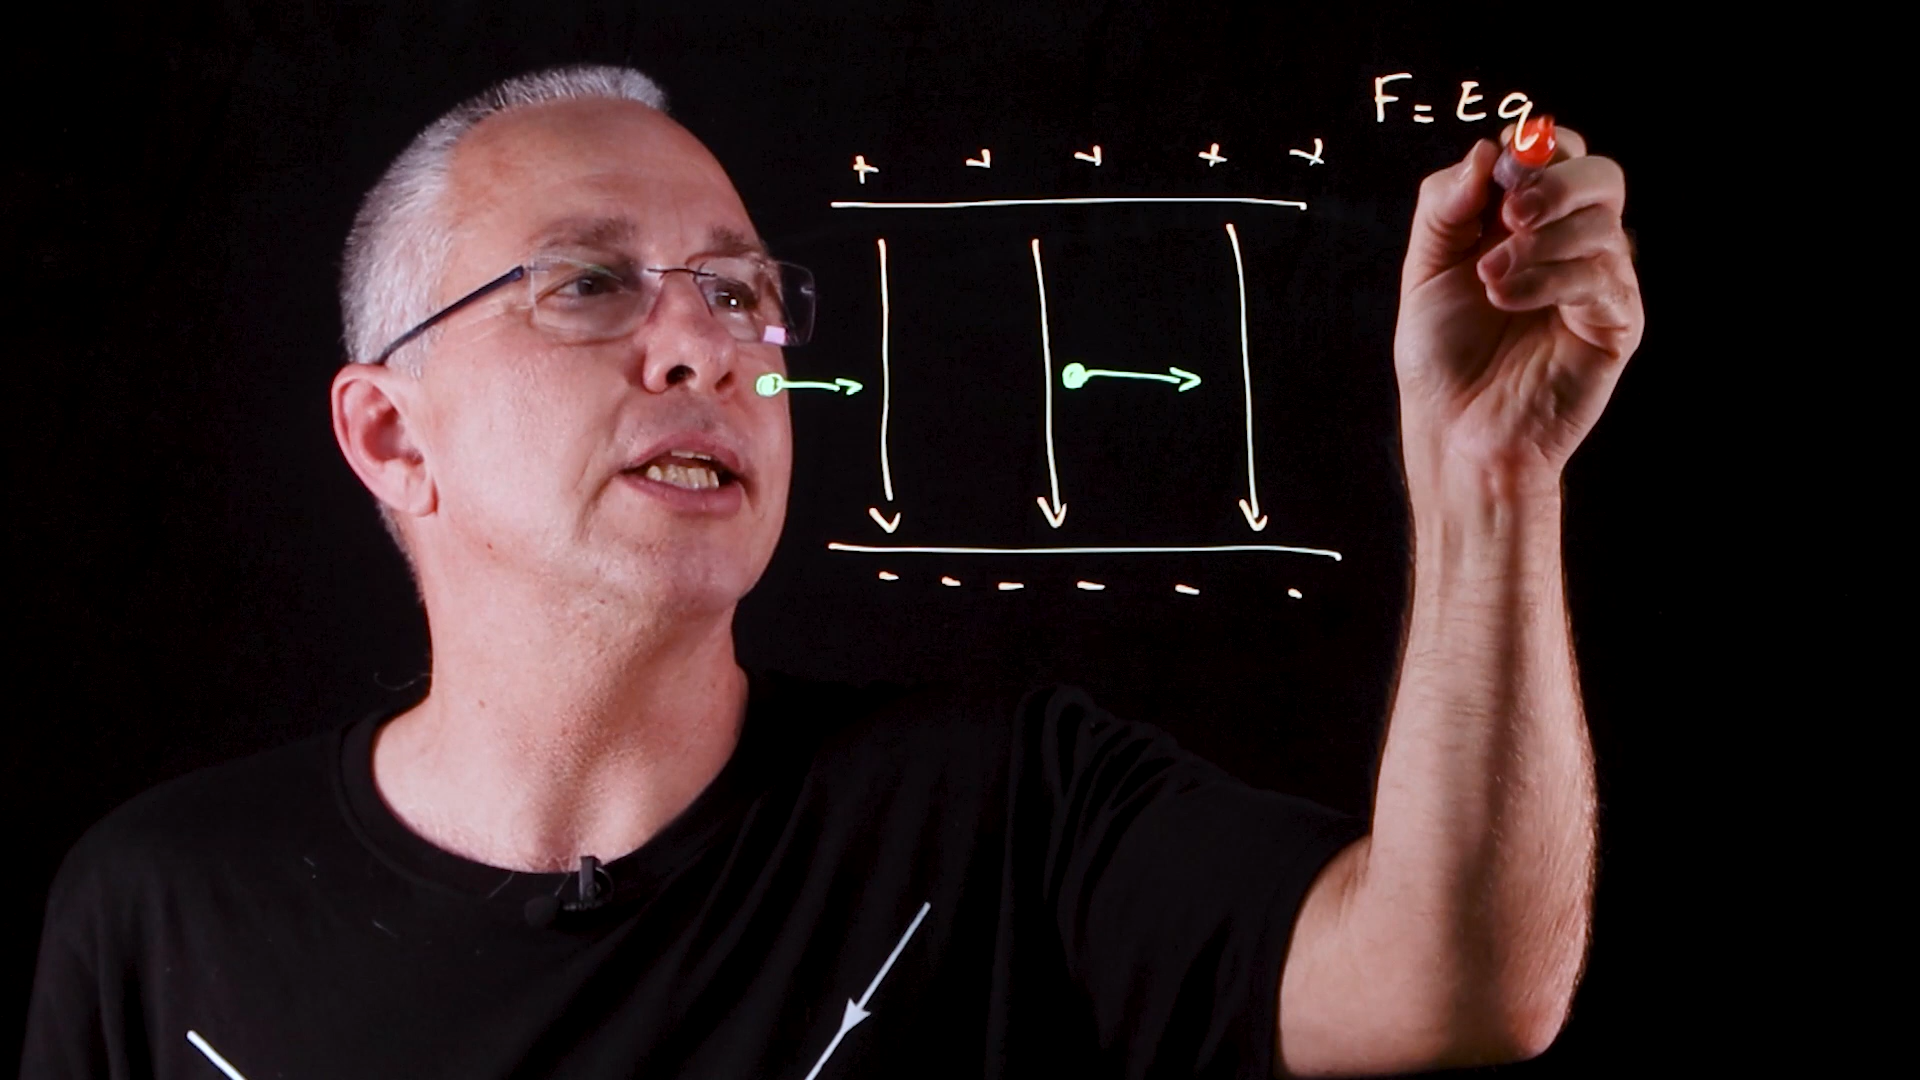 F = Eq
+ + + + +
- - - - - -